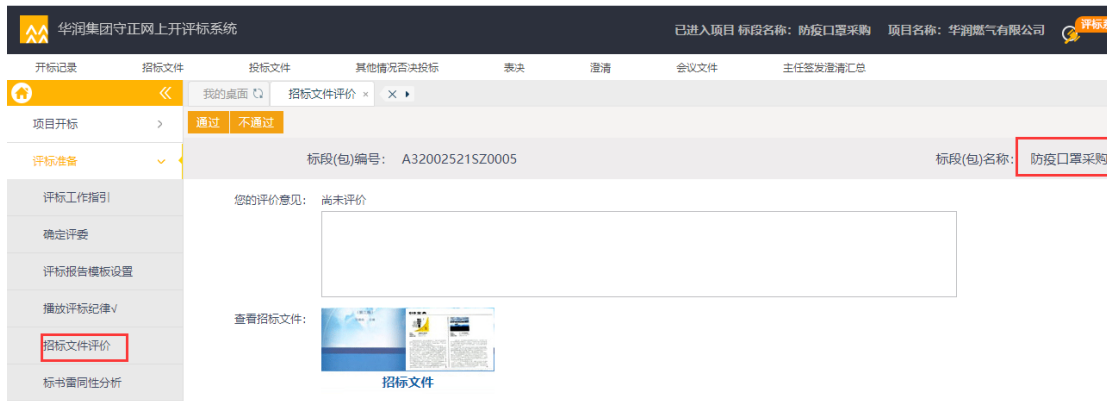 华润集团守正网上开评标系统
已进入项目 标段名称：防疫口罩采购 项目名称：华润燃气有限公司
开标记录 招标文件 投标文件 其他情况否决投标 表决 澄清 会议文件 主任签发澄清汇总
我的桌面 招标文件评价 ×
项目开标
通过 不通过
评标准备
标段(包)编号： A32002521SZ0005 标段(包)名称： 防疫口罩采购
评标工作指引
您的评价意见： 尚未评价
确定评委
评标报告模板设置
播放评标纪律√
查看招标文件：
招标文件评价
标书雷同性分析
招标文件